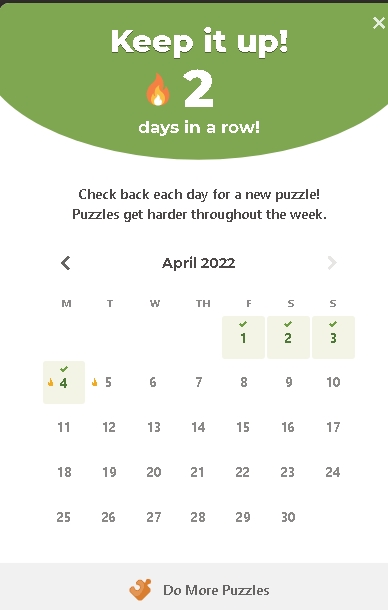 Keep it up!
2
days in a row!
Check back each day for a new puzzle!
Puzzles get harder throughout the week.
April 2022
M T W TH F S S
1 2 3
4 5 6 7 8 9 10
11 12 13 14 15 16 17
18 19 20 21 22 23 24
25 26 27 28 29 30
Do More Puzzles